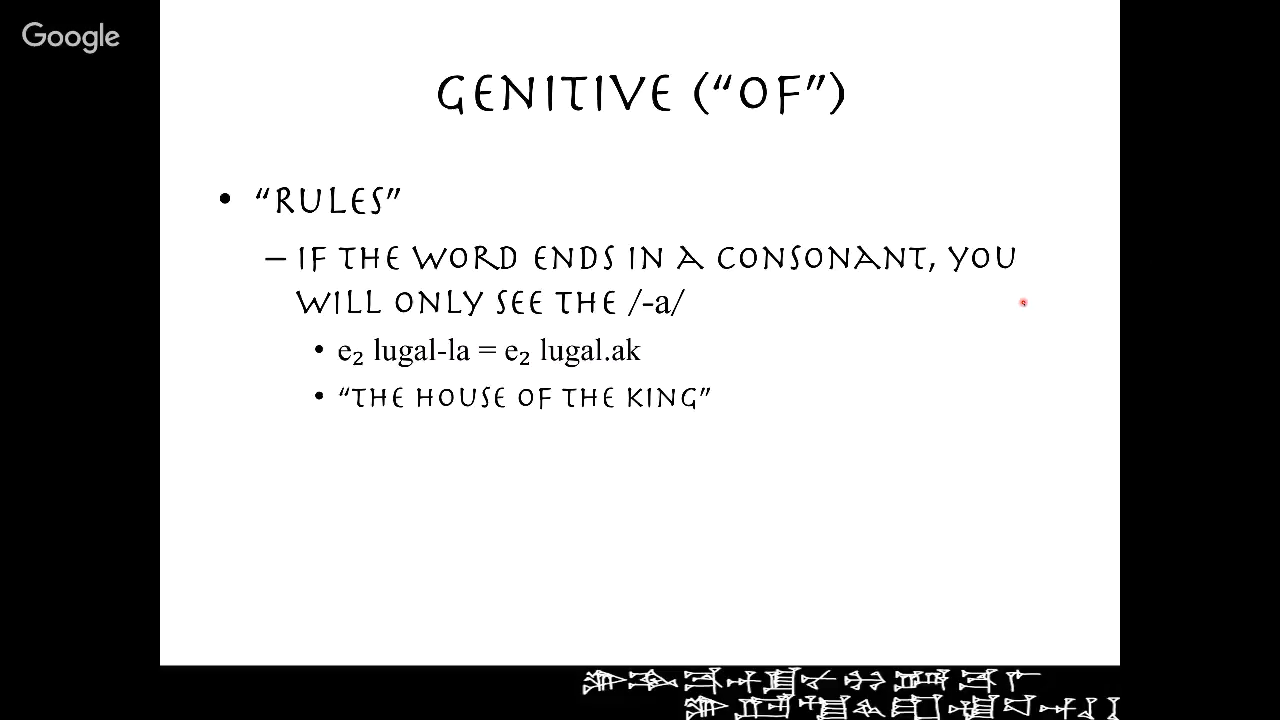 Google
GENITIVE (“OF”)
• “RULES”
– IF THE WORD ENDS IN A CONSONANT, YOU
WILL ONLY SEE THE /-a/
• e₂ lugal-la = e₂ lugal.ak
• “THE HOUSE OF THE KING”